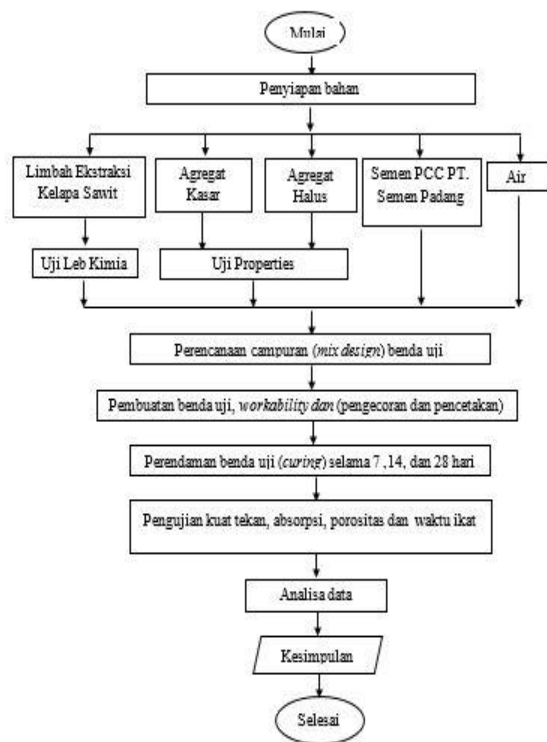 Mulai
Penyiapan bahan
Limbah Ekstraksi
Kelapa Sawit
Agregat
Kasar
Agregat
Halus
Semen PCC PT.
Semen Padang
Air
Uji Leb Kimia
Uji Properties
Perencanaan campuran (mix design) benda uji
Pembuatan benda uji, workability dan (pengecoran dan pencetakan)
Perendaman benda uji (curing) selama 7 ,14, dan 28 hari
Pengujian kuat tekan, absorpsi, porositas dan waktu ikat
Analisa data
Kesimpulan
Selesai